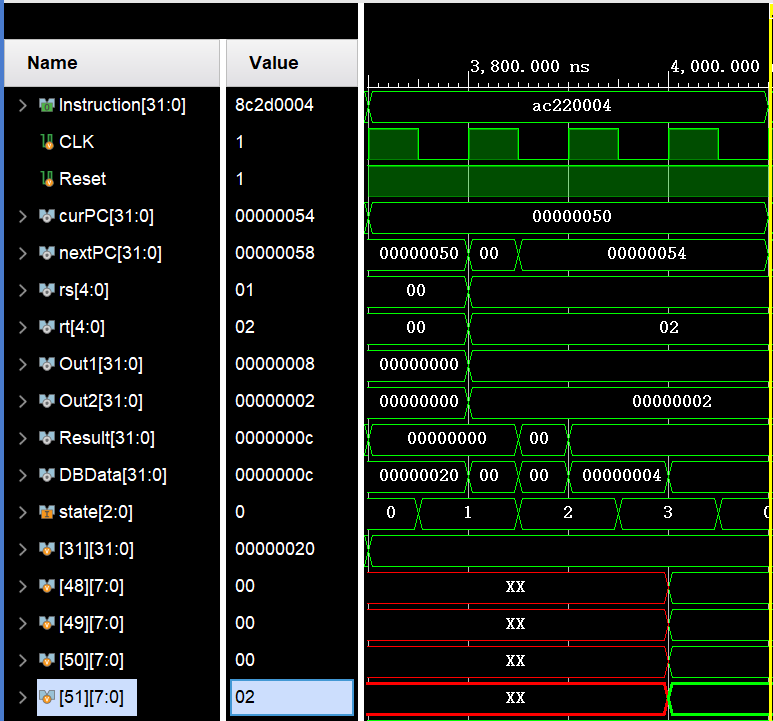 Name Value
3,800.000 ns 4,000.000
Instruction[31:0] 8c2d0004 ac220004
CLK 1
Reset 1
curPC[31:0] 00000054 00000050
nextPC[31:0] 00000058 00000050 00 00000054
rs[4:0] 01 00
rt[4:0] 02 00 02
Out1[31:0] 00000008 00000000
Out2[31:0] 00000002 00000000 00000002
Result[31:0] 0000000c 00000000 00
DBData[31:0] 0000000c 00000020 00 00 00000004
state[2:0] 0 0 1 2 3 0
[31][31:0] 00000020
[48][7:0] 00 XX
[49][7:0] 00 XX
[50][7:0] 00 XX
[51][7:0] 02 XX